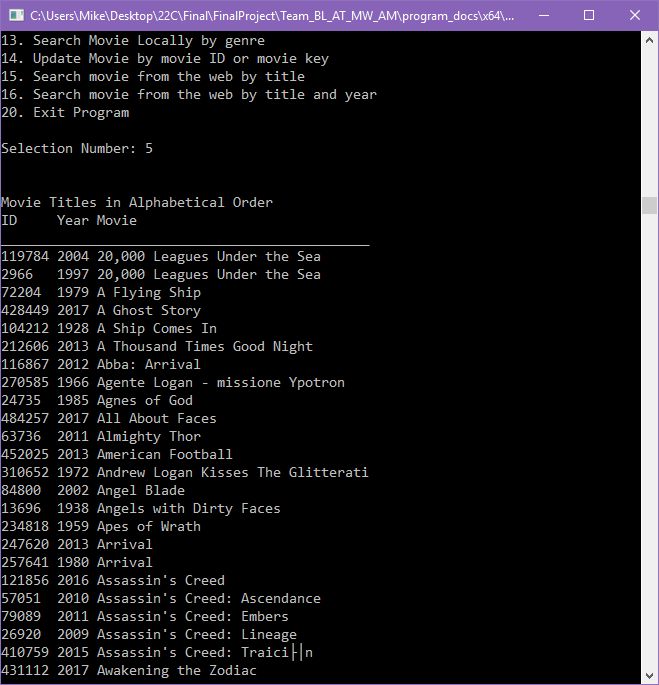 C:\Users\Mike\Desktop\22C\Final\FinalProject\Team_BL_AT_MW_AM\program_docs\x64\...
13. Search Movie Locally by genre
14. Update Movie by movie ID or movie key
15. Search movie from the web by title
16. Search movie from the web by title and year
20. Exit Program
Selection Number: 5
Movie Titles in Alphabetical Order
ID     Year Movie
119784 2004 20,000 Leagues Under the Sea
2966   1997 20,000 Leagues Under the Sea
72204  1979 A Flying Ship
428449 2017 A Ghost Story
104212 1928 A Ship Comes In
212606 2013 A Thousand Times Good Night
116867 2012 Abba: Arrival
270585 1966 Agente Logan - missione Ypotron
24735  1985 Agnes of God
484257 2017 All About Faces
63736  2011 Almighty Thor
452025 2013 American Football
310652 1972 Andrew Logan Kisses The Glitterati
84800  2002 Angel Blade
13696  1938 Angels with Dirty Faces
234818 1959 Apes of Wrath
247620 2013 Arrival
257641 1980 Arrival
121856 2016 Assassin's Creed
57051  2010 Assassin's Creed: Ascendance
79089  2011 Assassin's Creed: Embers
26920  2009 Assassin's Creed: Lineage
410759 2015 Assassin's Creed: Traici├│n
431112 2017 Awakening the Zodiac